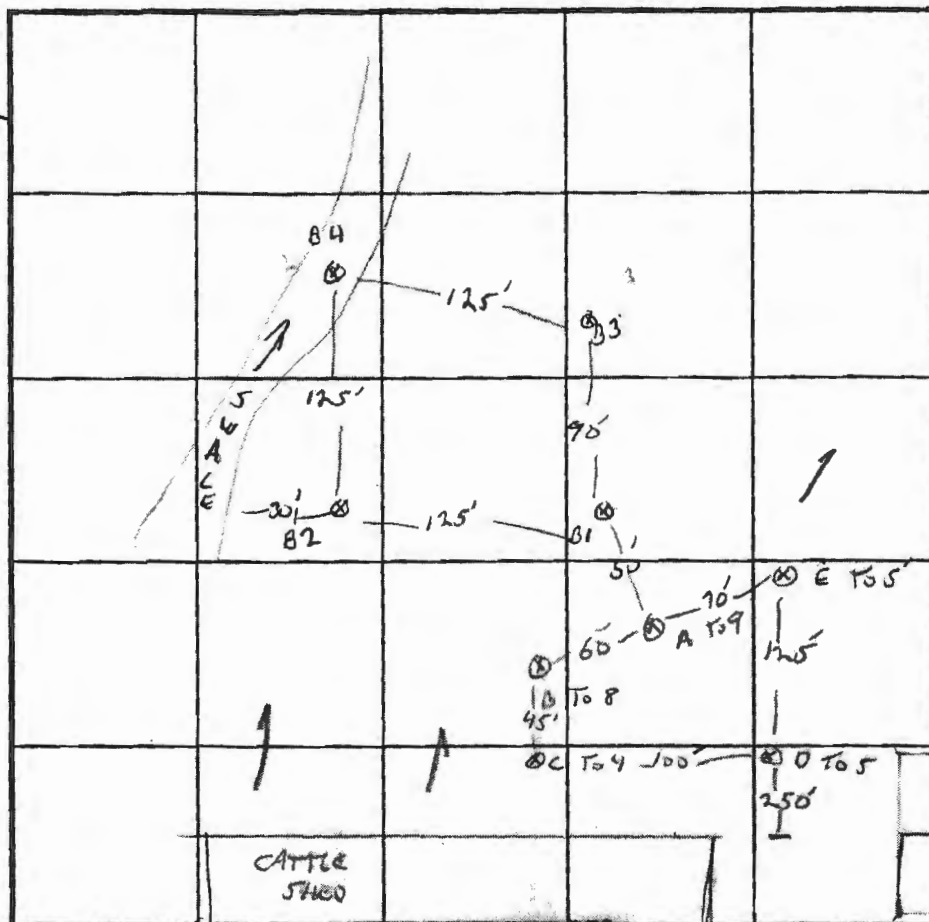 B4
125'
B3
SWALE
125'
90'
30'
B2
125'
B1
50'
E To 5'
70'
A To 9
60'
125'
B To 8
45'
C To 4 100'
D To 5
250'
CATTLE
SHED